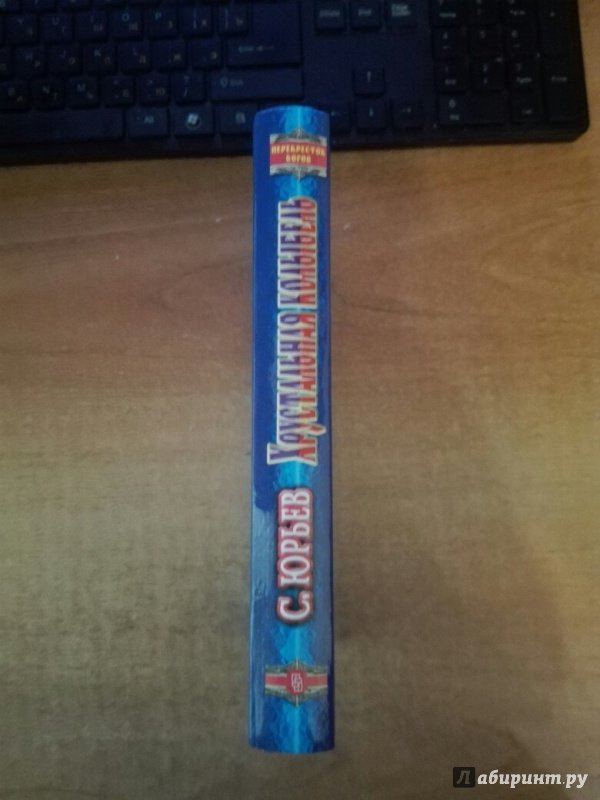 ПЕРЕКРЕСТОК
БОГОВ
ХРУСТАЛЬНАЯ КОЛЫБЕЛЬ
С. ЮРЬЕВ
Лабиринт.ру